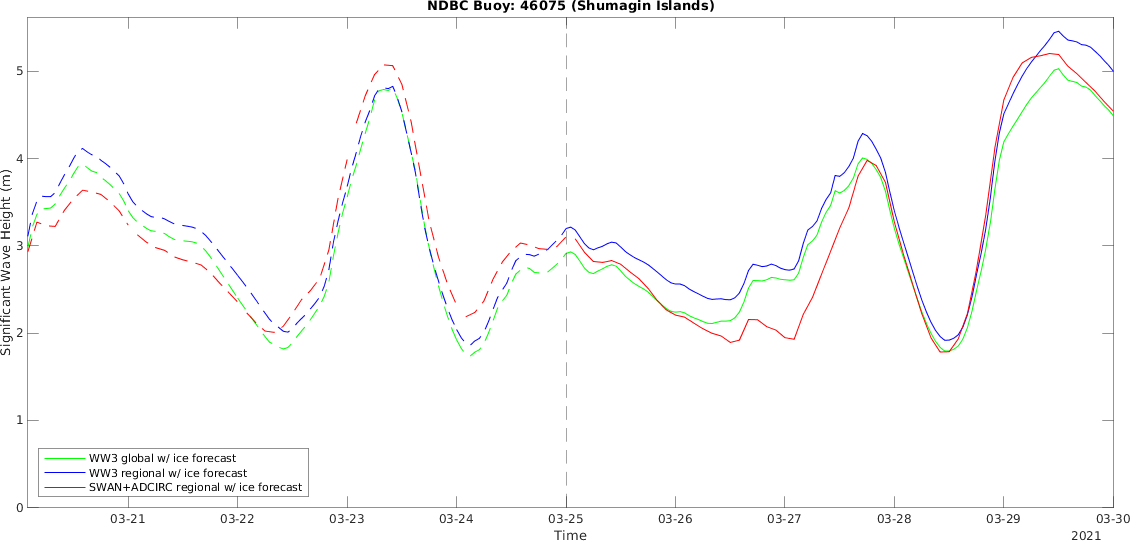 NDBC Buoy: 46075 (Shumagin Islands)
Significant Wave Height (m)
5
4
3
2
1
0
WW3 global w/ ice forecast
WW3 regional w/ ice forecast
SWAN+ADCIRC regional w/ ice forecast
03-21 03-22 03-23 03-24 03-25 03-26 03-27 03-28 03-29 03-30
Time
2021